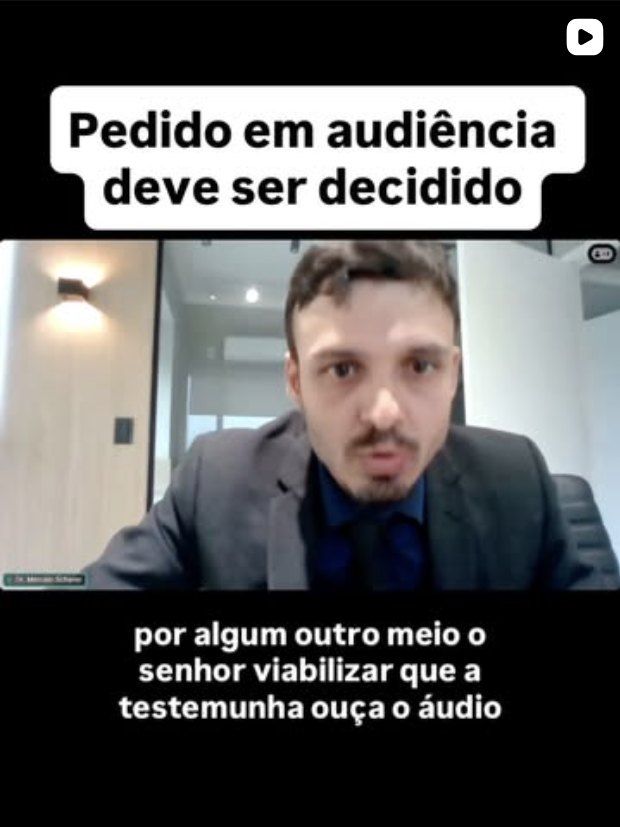 Pedido em audiência
deve ser decidido
por algum outro meio o
senhor viabilizar que a
testemunha ouça o áudio